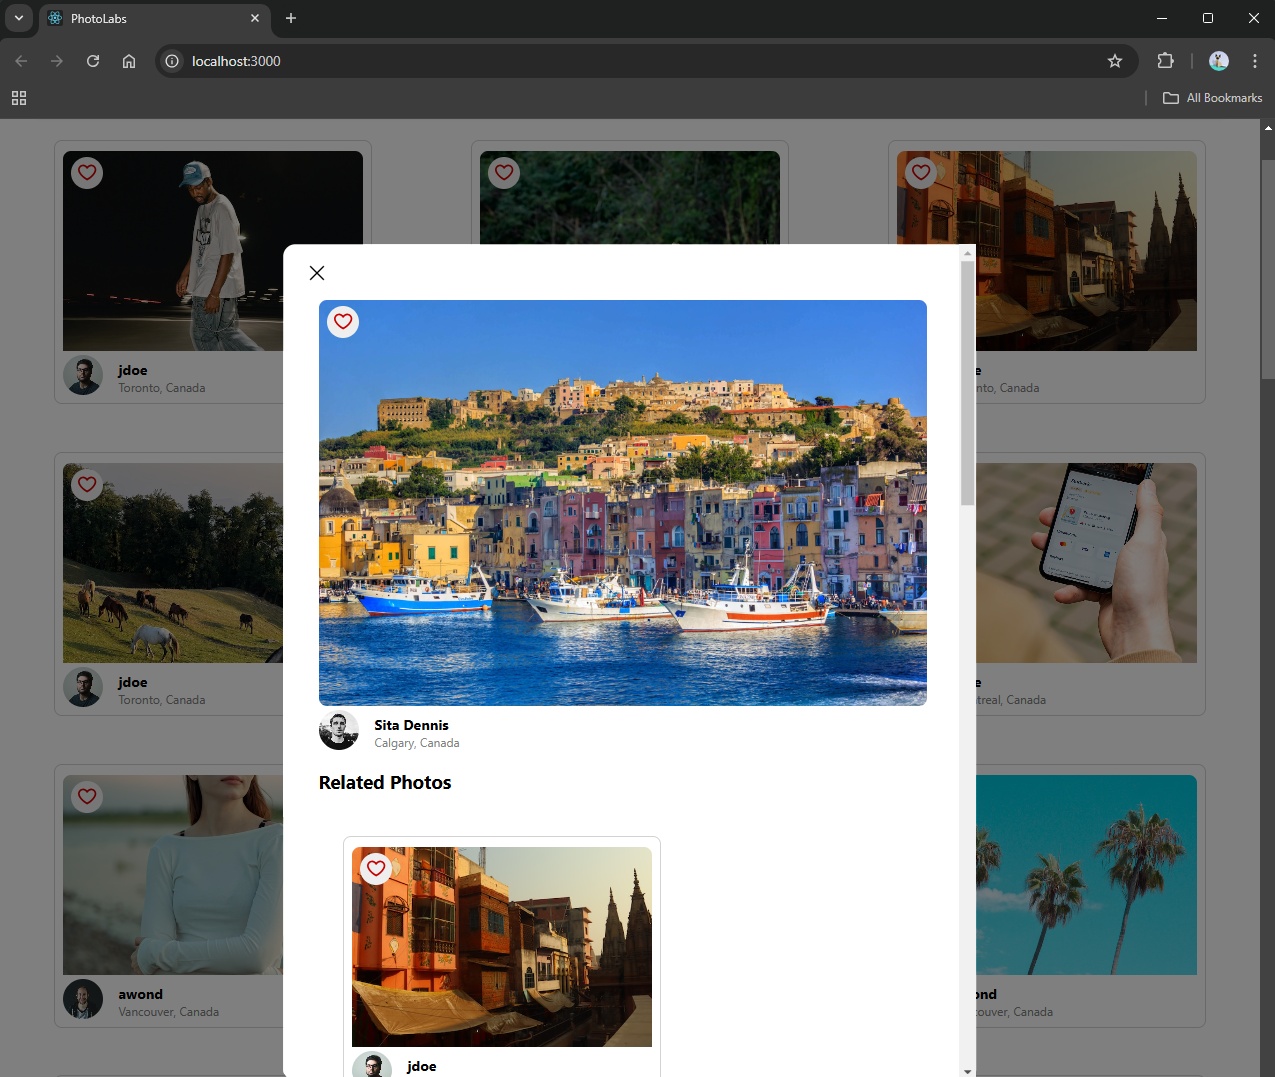 PhotoLabs
localhost:3000
All Bookmarks
jdoe
Toronto, Canada
e
nto, Canada
jdoe
Toronto, Canada
e
treal, Canada
awond
Vancouver, Canada
ond
couver, Canada
Sita Dennis
Calgary, Canada
Related Photos
jdoe